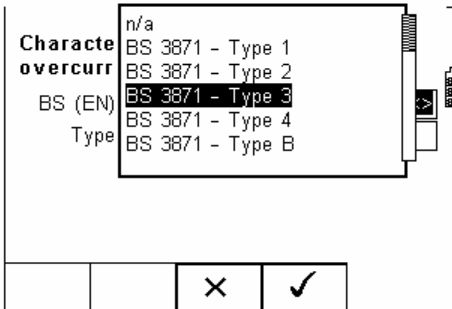 n/a
Characte
BS 3871 - Type 1
overcurr
BS 3871 - Type 2
BS 3871 - Type 3
BS (EN)
<>
BS 3871 - Type 4
Type
BS 3871 - Type B